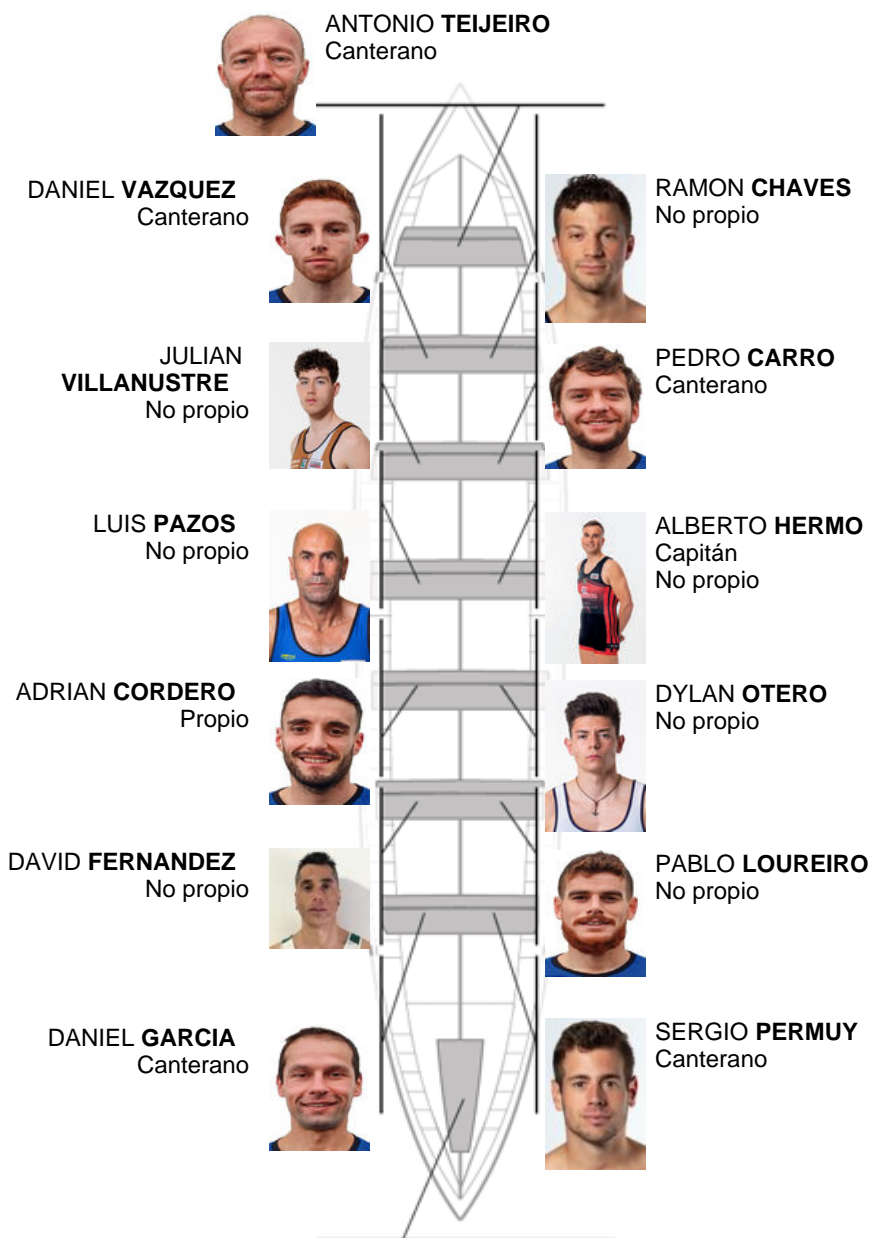 ANTONIO TEIJEIRO
Canterano
DANIEL VAZQUEZ
Canterano
RAMON CHAVES
No propio
JULIAN
VILLANUSTRE
No propio
PEDRO CARRO
Canterano
LUIS PAZOS
No propio
ALBERTO HERMO
Capitán
No propio
ADRIAN CORDERO
Propio
DYLAN OTERO
No propio
DAVID FERNANDEZ
No propio
PABLO LOUREIRO
No propio
DANIEL GARCIA
Canterano
SERGIO PERMUY
Canterano